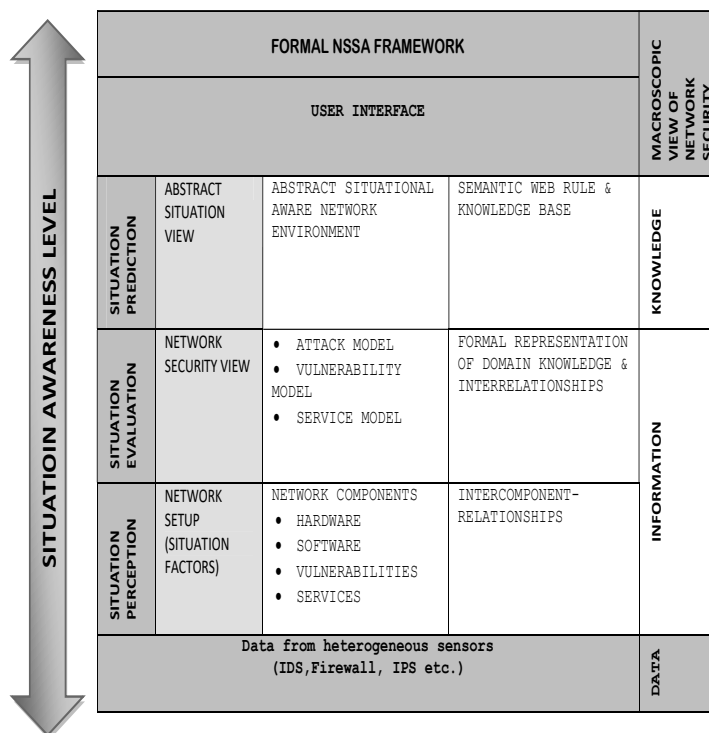 SITUATIOIN AWARENESS LEVEL
FORMAL NSSA FRAMEWORK
USER INTERFACE
MACROSCOPIC
VIEW OF
NETWORK
SECURITY
SITUATION
PREDICTION
ABSTRACT
SITUATION
VIEW
ABSTRACT SITUATIONAL
AWARE NETWORK
ENVIRONMENT
SEMANTIC WEB RULE &
KNOWLEDGE BASE
KNOWLEDGE
SITUATION
EVALUATION
NETWORK
SECURITY VIEW
• ATTACK MODEL
• VULNERABILITY
MODEL
• SERVICE MODEL
FORMAL REPRESENTATION
OF DOMAIN KNOWLEDGE &
INTERRELATIONSHIPS
INFORMATION
SITUATION
PERCEPTION
NETWORK
SETUP
(SITUATION
FACTORS)
NETWORK COMPONENTS
• HARDWARE
• SOFTWARE
• VULNERABILITIES
• SERVICES
INTERCOMPONENT-
RELATIONSHIPS
Data from heterogeneous sensors
(IDS,Firewall, IPS etc.)
DATA